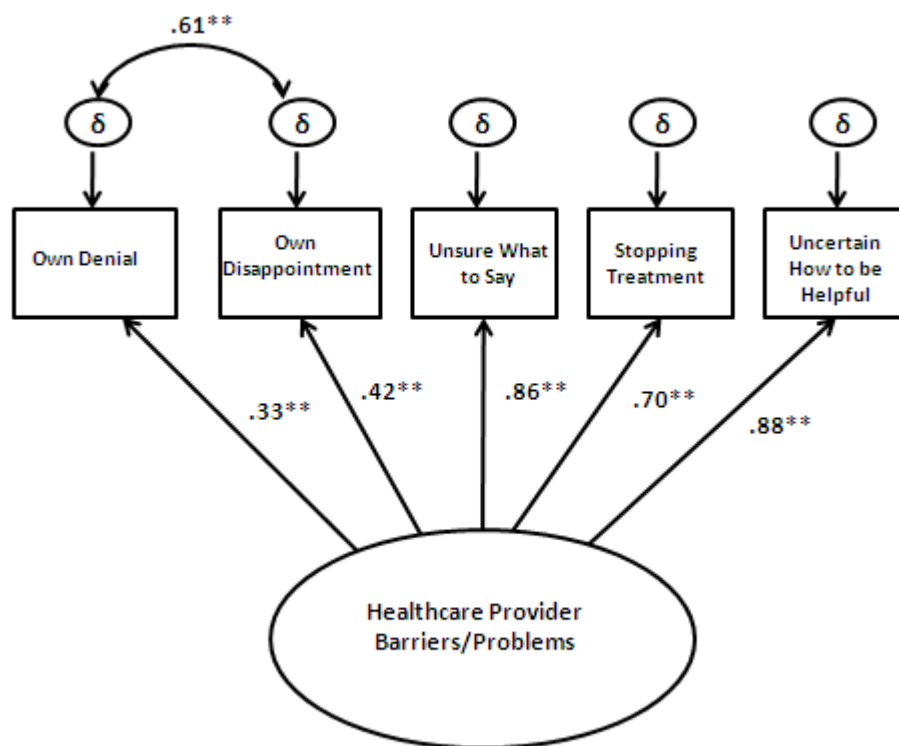 .61**
δ
δ
δ
δ
δ
Own Denial
Own
Disappointment
Unsure What
to Say
Stopping
Treatment
Uncertain
How to be
Helpful
.33**
.42**
.86**
.70**
.88**
Healthcare Provider
Barriers/Problems